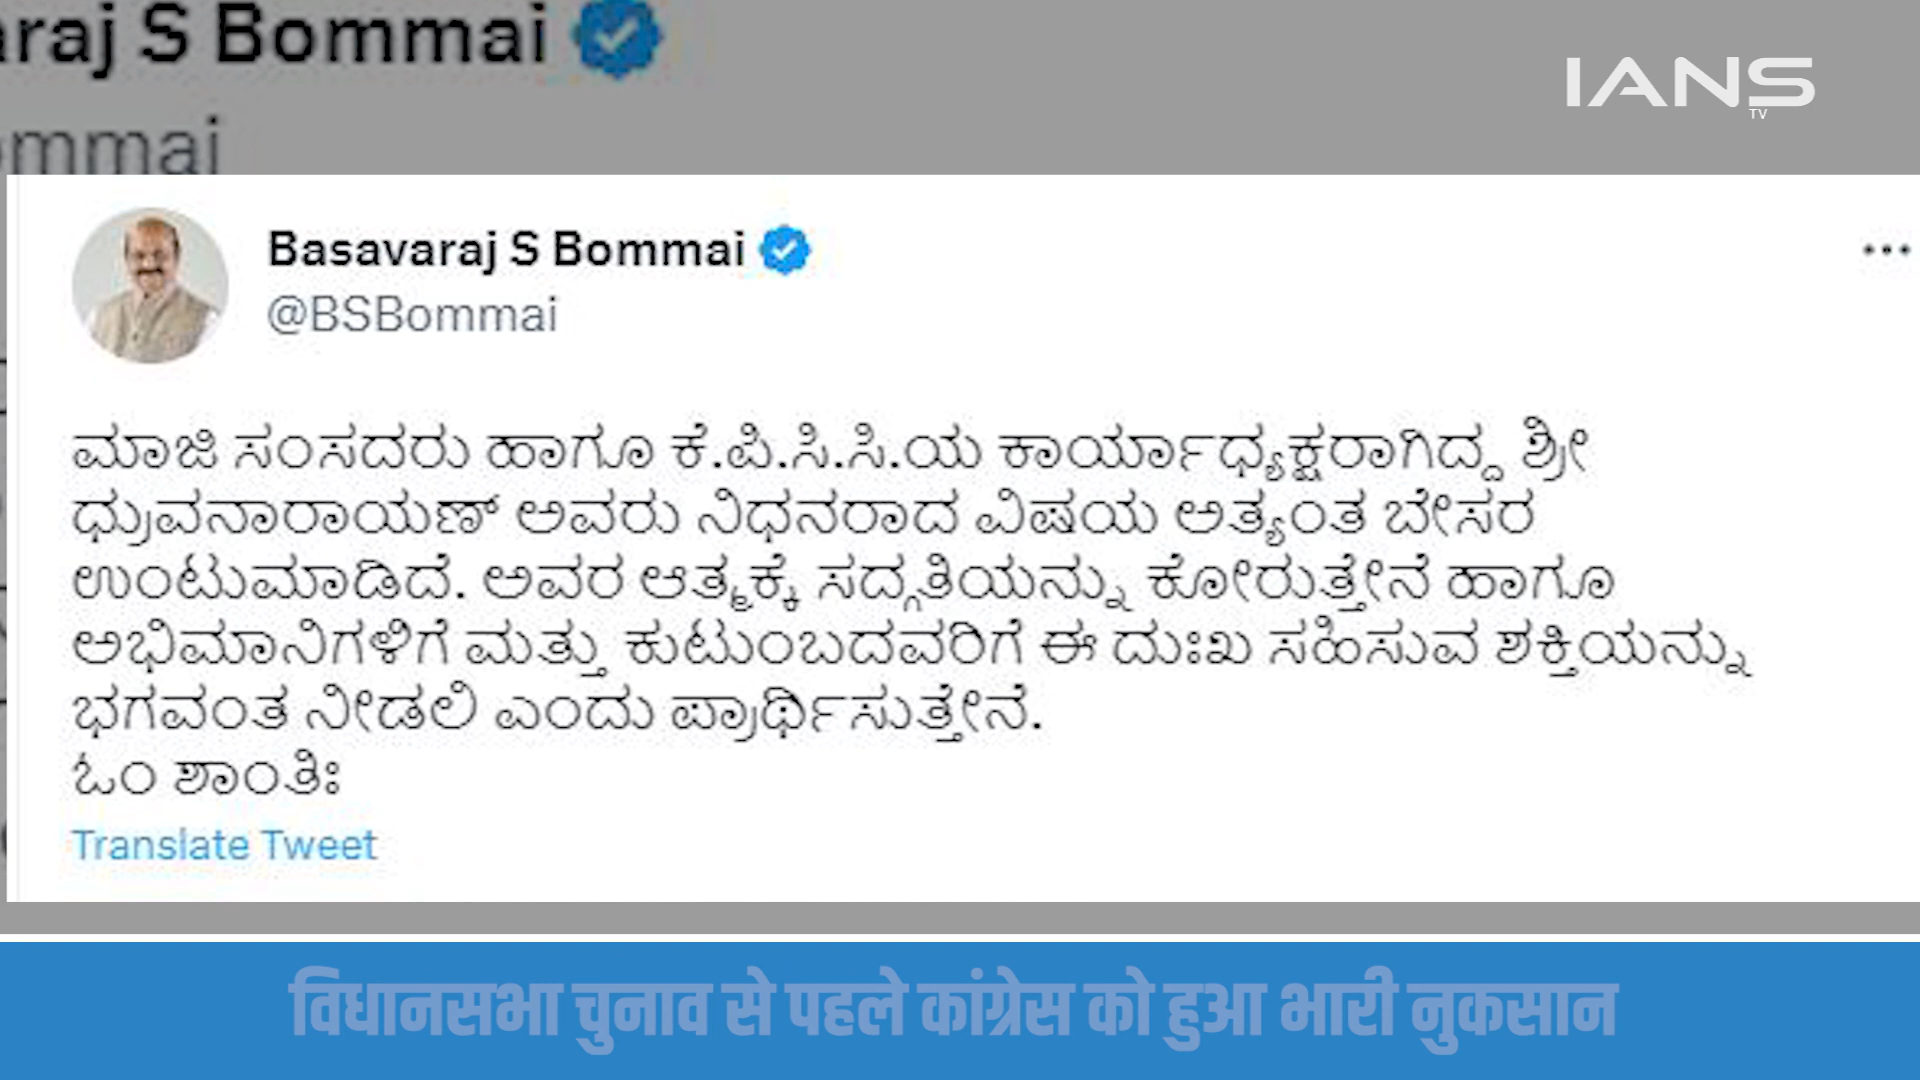 araj S Bommai
ommai
IANS
TV
Basavaraj S Bommai
@BSBommai
ಮಾಜಿ ಸಂಸದರು ಹಾಗೂ ಕೆ.ಪಿ.ಸಿ.ಸಿ.ಯ ಕಾರ್ಯಾಧ್ಯಕ್ಷರಾಗಿದ್ದ ಶ್ರೀ
ಧ್ರುವನಾರಾಯಣ್ ಅವರು ನಿಧನರಾದ ವಿಷಯ ಅತ್ಯಂತ ಬೇಸರ
ಉಂಟುಮಾಡಿದೆ. ಅವರ ಆತ್ಮಕ್ಕೆ ಸದ್ಗತಿಯನ್ನು ಕೋರುತ್ತೇನೆ ಹಾಗೂ
ಅಭಿಮಾನಿಗಳಿಗೆ ಮತ್ತು ಕುಟುಂಬದವರಿಗೆ ಈ ದುಃಖ ಸಹಿಸುವ ಶಕ್ತಿಯನ್ನು
ಭಗವಂತ ನೀಡಲಿ ಎಂದು ಪ್ರಾರ್ಥಿಸುತ್ತೇನೆ.
ಓಂ ಶಾಂತಿಃ
Translate Tweet
विधानसभा चुनाव से पहले कांग्रेस को हुआ भारी नुकसान